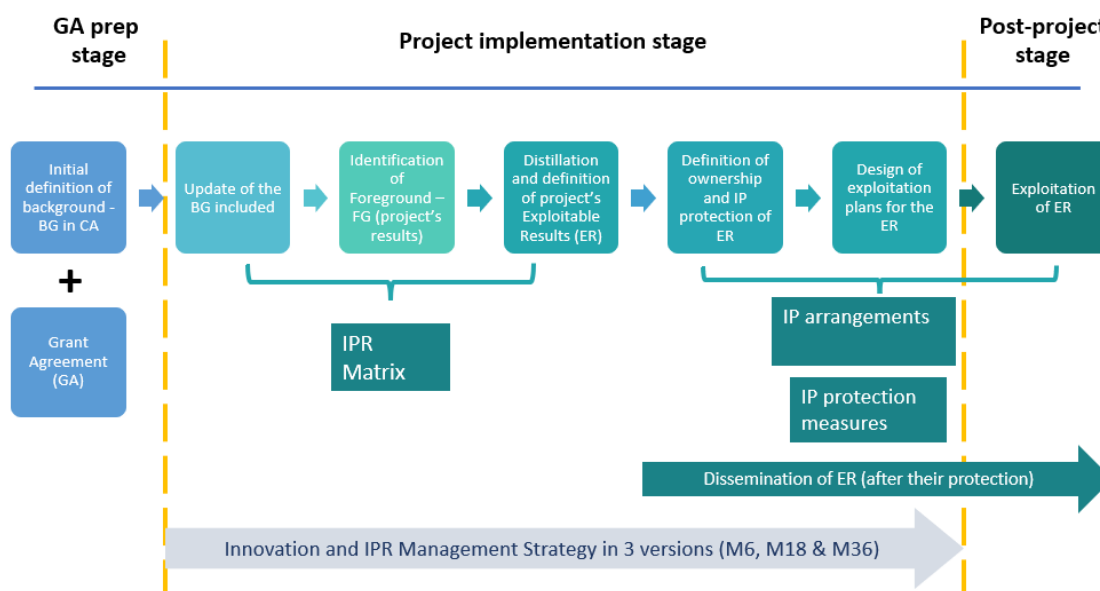 GA prep
stage
Project implementation stage
Post-project
stage
Initial
definition of
background -
BG in CA
Update of the
BG included
Identification
of
Foreground –
FG (project's
results)
Distillation
and definition
of project's
Exploitable
Results (ER)
Definition of
ownership
and IP
protection of
ER
Design of
exploitation
plans for the
ER
Exploitation
of ER
+
Grant
Agreement
(GA)
IPR
Matrix
IP arrangements
IP protection
measures
Dissemination of ER (after their protection)
Innovation and IPR Management Strategy in 3 versions (M6, M18 & M36)